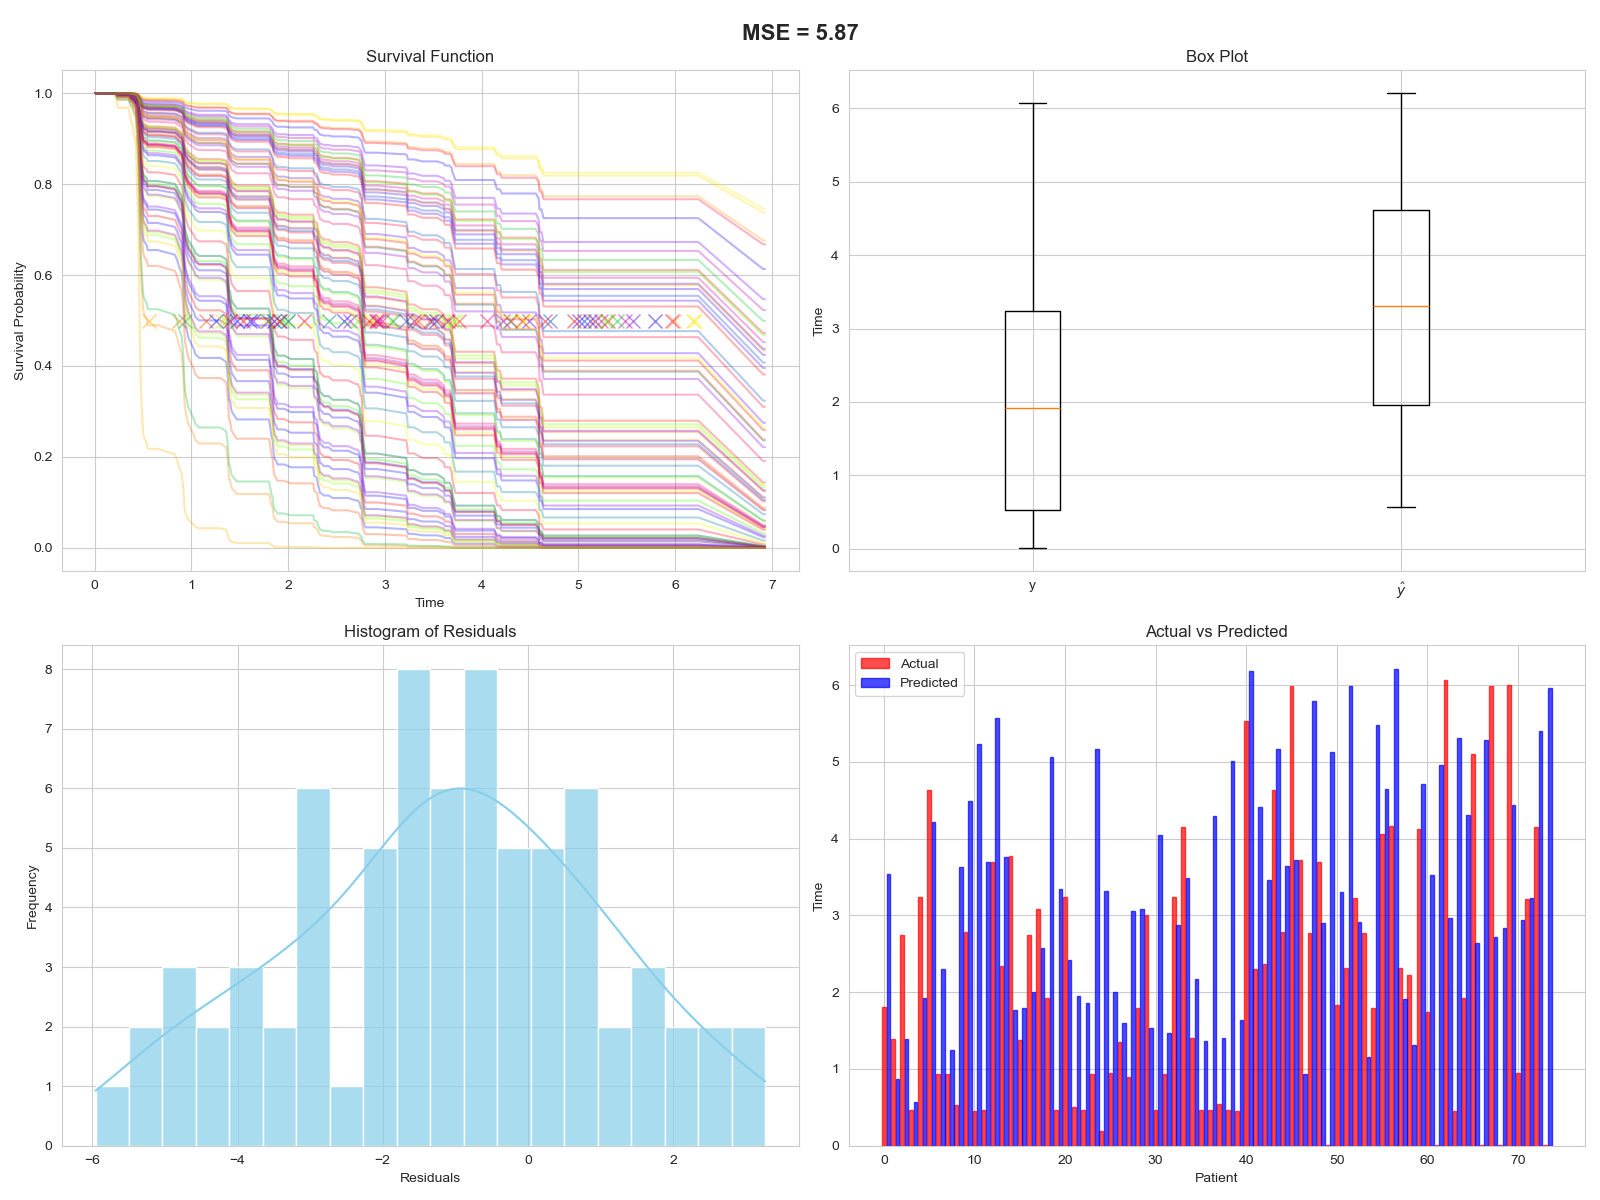 MSE = 5.87
Survival Function
1.0
0.8
0.6
0.4
0.2
0.0
Survival Probability
0 1 2 3 4 5 6 7
Time
Box Plot
6
5
4
3
2
1
0
Time
y ŷ
Histogram of Residuals
8
7
6
5
4
3
2
1
0
Frequency
−6 −4 −2 0 2
Residuals
Actual vs Predicted
Actual
Predicted
6
5
4
3
2
1
0
Time
0 10 20 30 40 50 60 70
Patient